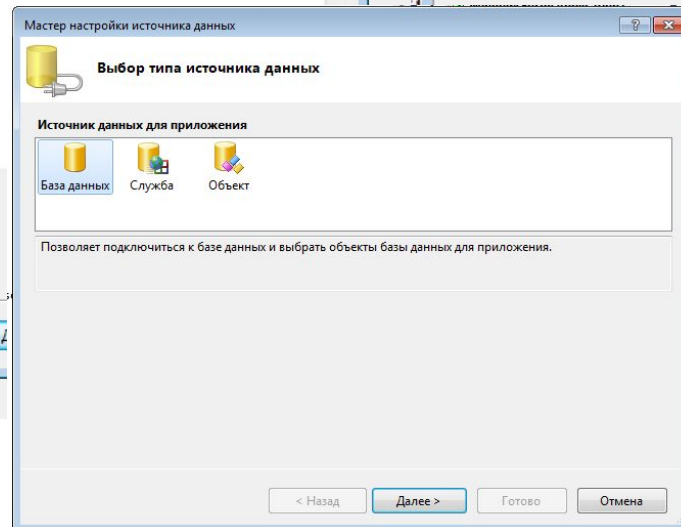 Мастер настройки источника данных
Выбор типа источника данных
Источник данных для приложения
База данных Служба Объект
Позволяет подключиться к базе данных и выбрать объекты базы данных для приложения.
< Назад Далее > Готово Отмена